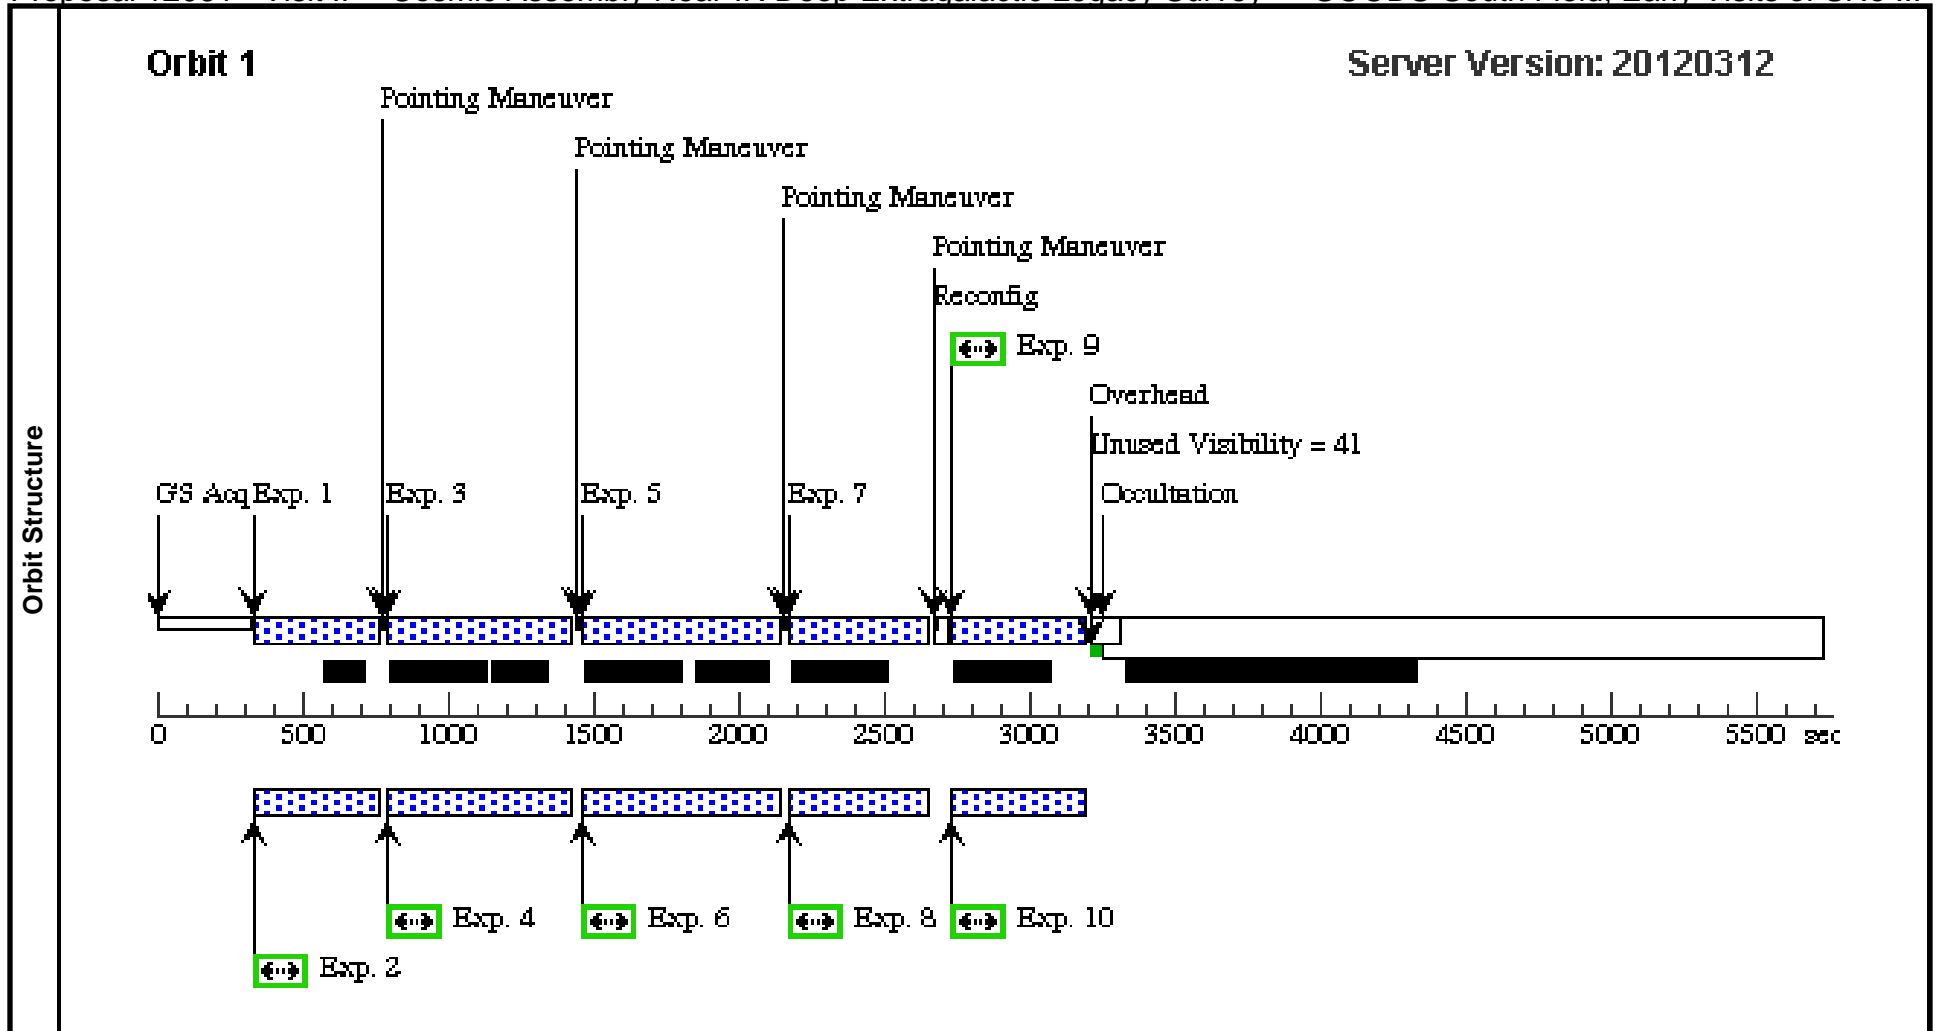 Orbit 1
Server Version: 20120312
Pointing Maneuver
Pointing Maneuver
Pointing Maneuver
Pointing Maneuver
Reconfig
Exp. 9
Overhead
Unused Visibility = 41
GS Acq Exp. 1 Exp. 3 Exp. 5 Exp. 7 Occultation
Orbit Structure
0 500 1000 1500 2000 2500 3000 3500 4000 4500 5000 5500 sec
Exp. 4 Exp. 6 Exp. 8 Exp. 10
Exp. 2